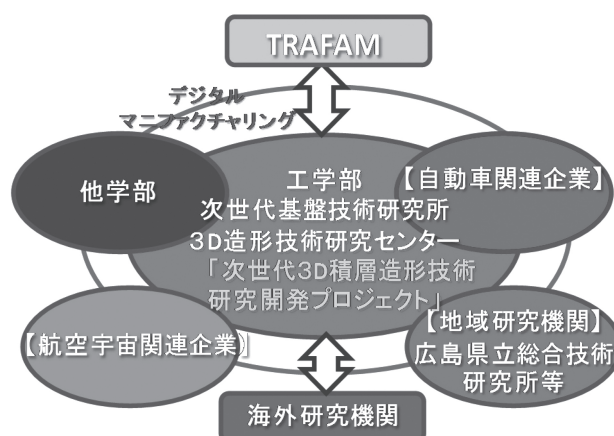 TRAFAM
デジタル
マニファクチャリング
他学部
工学部
次世代基盤技術研究所
3D造形技術研究センター
「次世代3D積層造形技術
研究開発プロジェクト」
【自動車関連企業】
【航空宇宙関連企業】
【地域研究機関】
広島県立総合技術
研究所等
海外研究機関